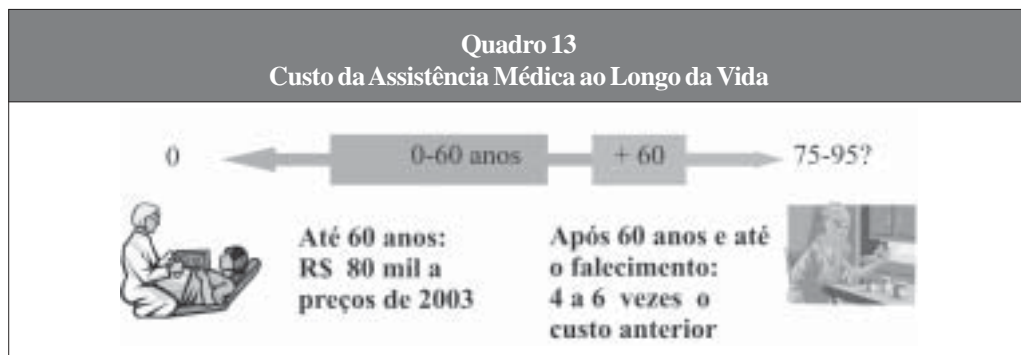 Quadro 13
Custo da Assistência Médica ao Longo da Vida
0 0-60 anos + 60 75-95?
Até 60 anos:
R$ 80 mil a
preços de 2003
Após 60 anos e até
o falecimento:
4 a 6 vezes o
custo anterior